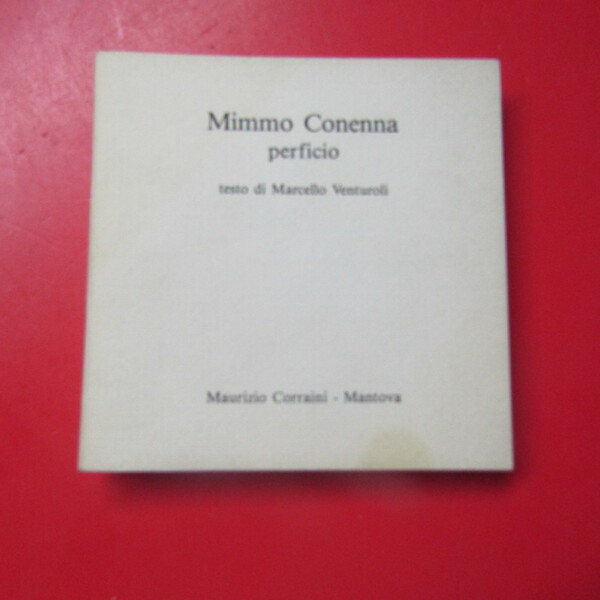 Mimmo Conenna
perficio
testo di Marcello Venturoli
Maurizio Corraini - Mantova